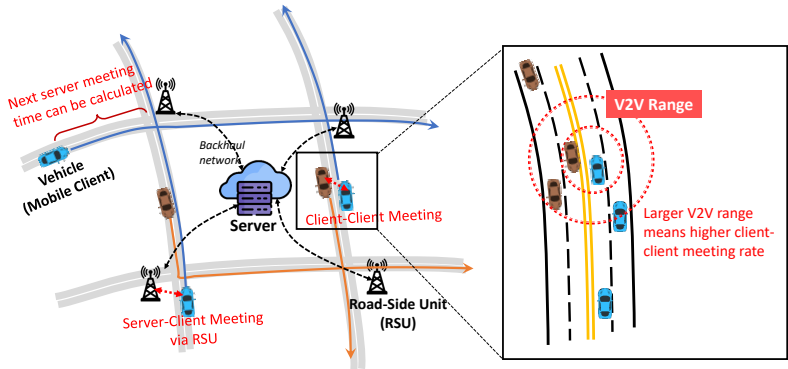 Next server meeting
time can be calculated
Vehicle
(Mobile Client)
Backhaul
network
Server
Client-Client Meeting
Server-Client Meeting
via RSU
Road-Side Unit
(RSU)
V2V Range
Larger V2V range
means higher client-
client meeting rate